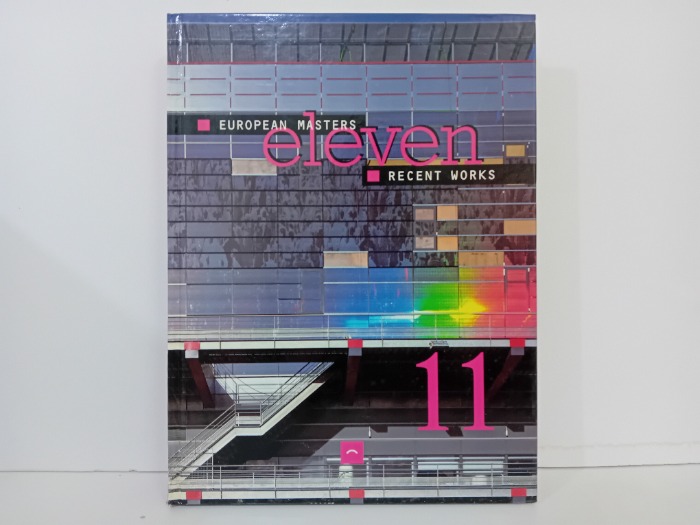 EUROPEAN MASTERS
eleven
RECENT WORKS
11